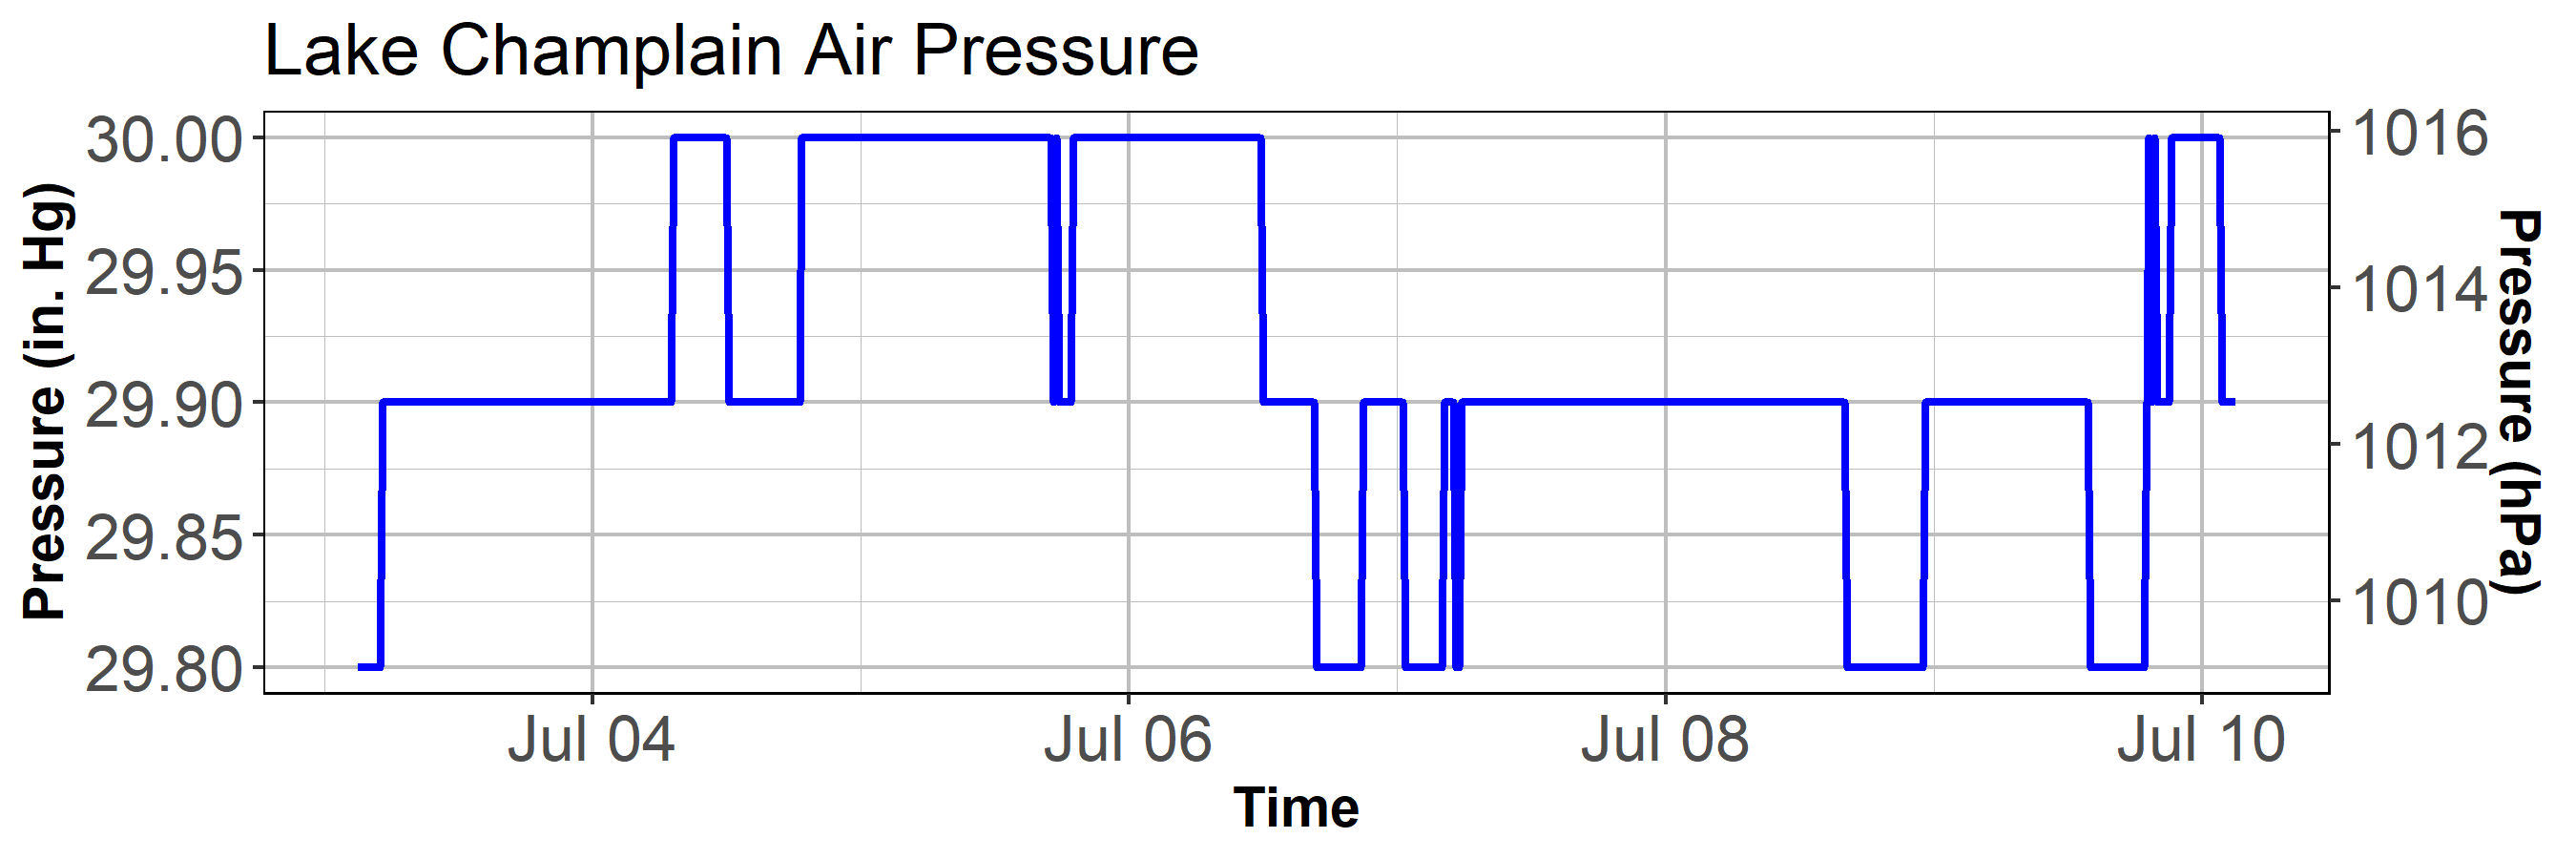 Lake Champlain Air Pressure
Pressure (in. Hg)
30.00
29.95
29.90
29.85
29.80
1016
1014
1012
1010
Pressure (hPa)
Jul 04 Jul 06 Jul 08 Jul 10
Time